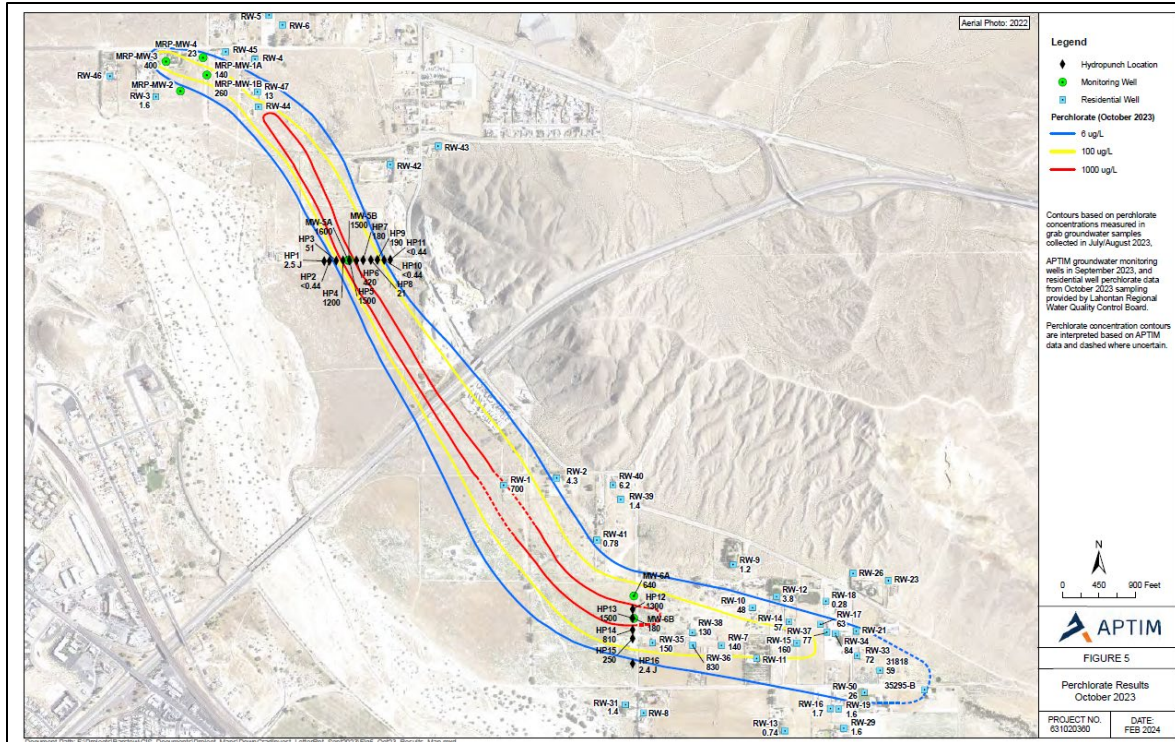 Aerial Photo: 2022
RW-5
RW-6
MRP-MW-4
23
RW-45
RW-4
MRP-MW-3
400
MRP-MW-1A
140
RW-46
MRP-MW-1B
260
RW-47
13
MRP-MW-2
RW-3
1.6
RW-44
RW-43
RW-42
MW-5A
1600
MW-5B
1500
HP7
180
HP9
190
HP11
<0.44
HP3
51
HP1
2.5 J
HP2
<0.44
HP4
1200
HP6
420
HP5
1500
HP10
<0.44
HP8
21
RW-1
700
RW-2
4.3
RW-40
6.2
RW-39
1.4
RW-41
0.78
RW-9
1.2
RW-26
RW-23
MW-6A
640
HP12
1300
HP13
1500
MW-6B
180
HP14
810
HP15
250
HP16
2.4 J
RW-10
48
RW-12
3.8
RW-18
0.28
RW-14
57
RW-17
63
RW-37
77
RW-21
RW-38
130
RW-7
140
RW-15
160
RW-34
84
RW-35
150
RW-36
830
RW-11
RW-33
72
31818
59
RW-50
26
35295-B
RW-31
1.4
RW-8
RW-16
1.7
RW-19
1.6
RW-13
0.74
RW-29
1.6
Legend
Hydropunch Location
Monitoring Well
Residential Well
Perchlorate (October 2023)
6 ug/L
100 ug/L
1000 ug/L
Contours based on perchlorate
concentrations measured in
grab groundwater samples
collected in July/August 2023,
APTIM groundwater monitoring
wells in September 2023, and
residential well perchlorate data
from October 2023 sampling
provided by Lahontan Regional
Water Quality Control Board.
Perchlorate concentration contours
are interpreted based on APTIM
data and dashed where uncertain.
N
0 450 900 Feet
APTIM
FIGURE 5
Perchlorate Results
October 2023
PROJECT NO.
631020360
DATE:
FEB 2024